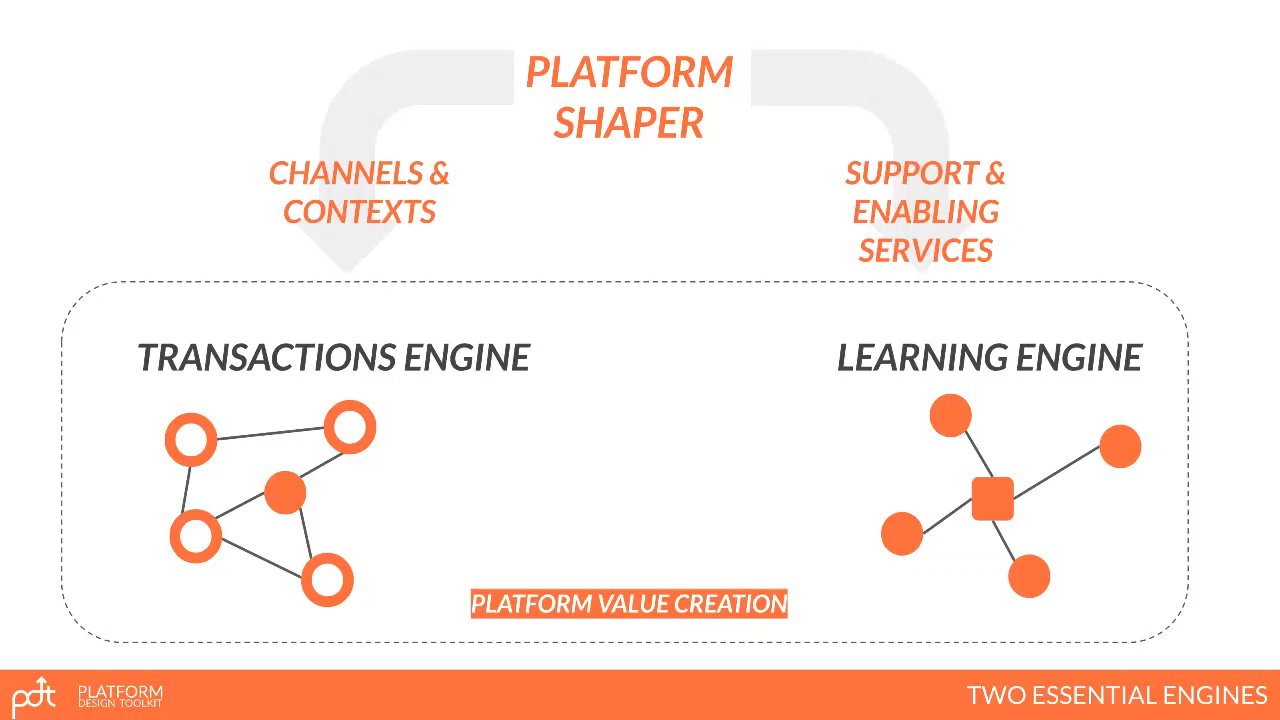 PLATFORM
SHAPER
CHANNELS &
CONTEXTS
SUPPORT &
ENABLING
SERVICES
TRANSACTIONS ENGINE
LEARNING ENGINE
PLATFORM VALUE CREATION
pdt
PLATFORM
DESIGN TOOLKIT
TWO ESSENTIAL ENGINES